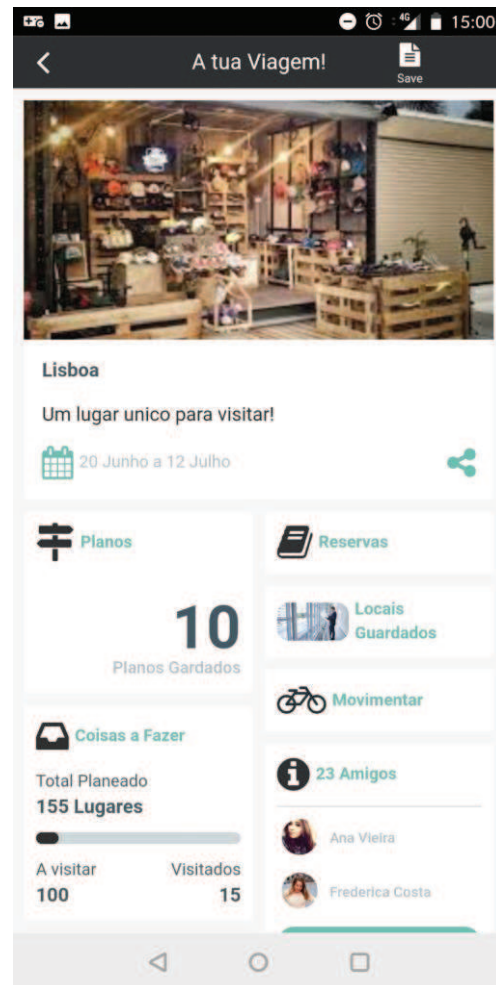 4G
15:00
A tua Viagem!
Save
Lisboa
Um lugar unico para visitar!
20 Junho a 12 Julho
Planos
10
Planos Gardados
Reservas
Locais
Guardados
Movimentar
Coisas a Fazer
Total Planeado
155 Lugares
A visitar
Visitados
100
15
23 Amigos
Ana Vieira
Frederica Costa